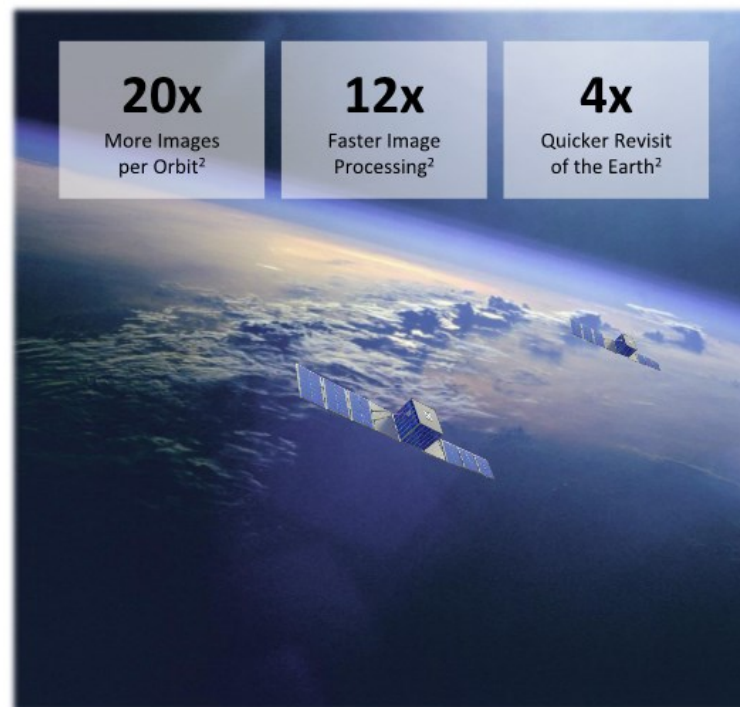 20x
More Images
per Orbit²
12x
Faster Image
Processing²
4x
Quicker Revisit
of the Earth²